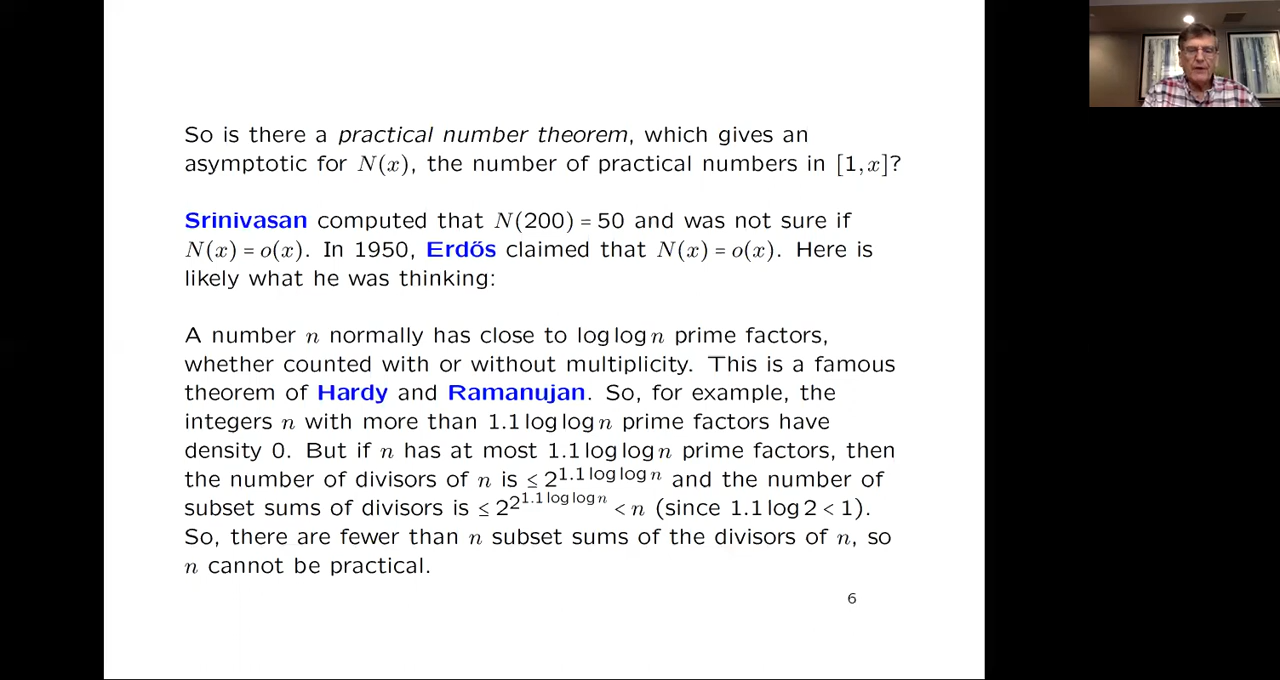 So is there a practical number theorem, which gives an
asymptotic for N(x), the number of practical numbers in [1, x]?
Srinivasan computed that N(200) = 50 and was not sure if
N(x) = o(x). In 1950, Erdős claimed that N(x) = o(x). Here is
likely what he was thinking:
A number n normally has close to log log n prime factors,
whether counted with or without multiplicity. This is a famous
theorem of Hardy and Ramanujan. So, for example, the
integers n with more than 1.1 log log n prime factors have
density 0. But if n has at most 1.1 log log n prime factors, then
the number of divisors of n is ≤ 2^{1.1 log log n} and the number of
subset sums of divisors is ≤ 2^{2^{1.1 log log n}} < n (since 1.1 log 2 < 1).
So, there are fewer than n subset sums of the divisors of n, so
n cannot be practical.
6